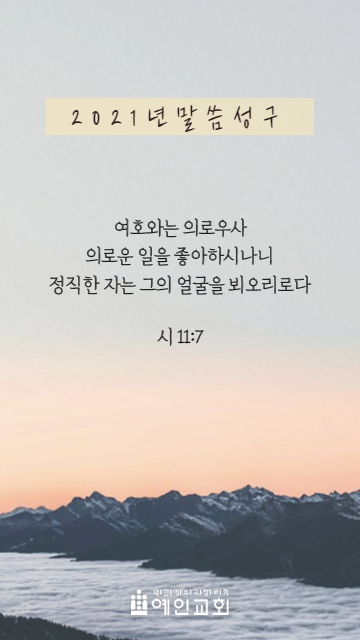 2021년말씀성구
여호와는 의로우사
의로운 일을 좋아하시나니
정직한 자는 그의 얼굴을 뵈오리로다
시 11:7
예인교회